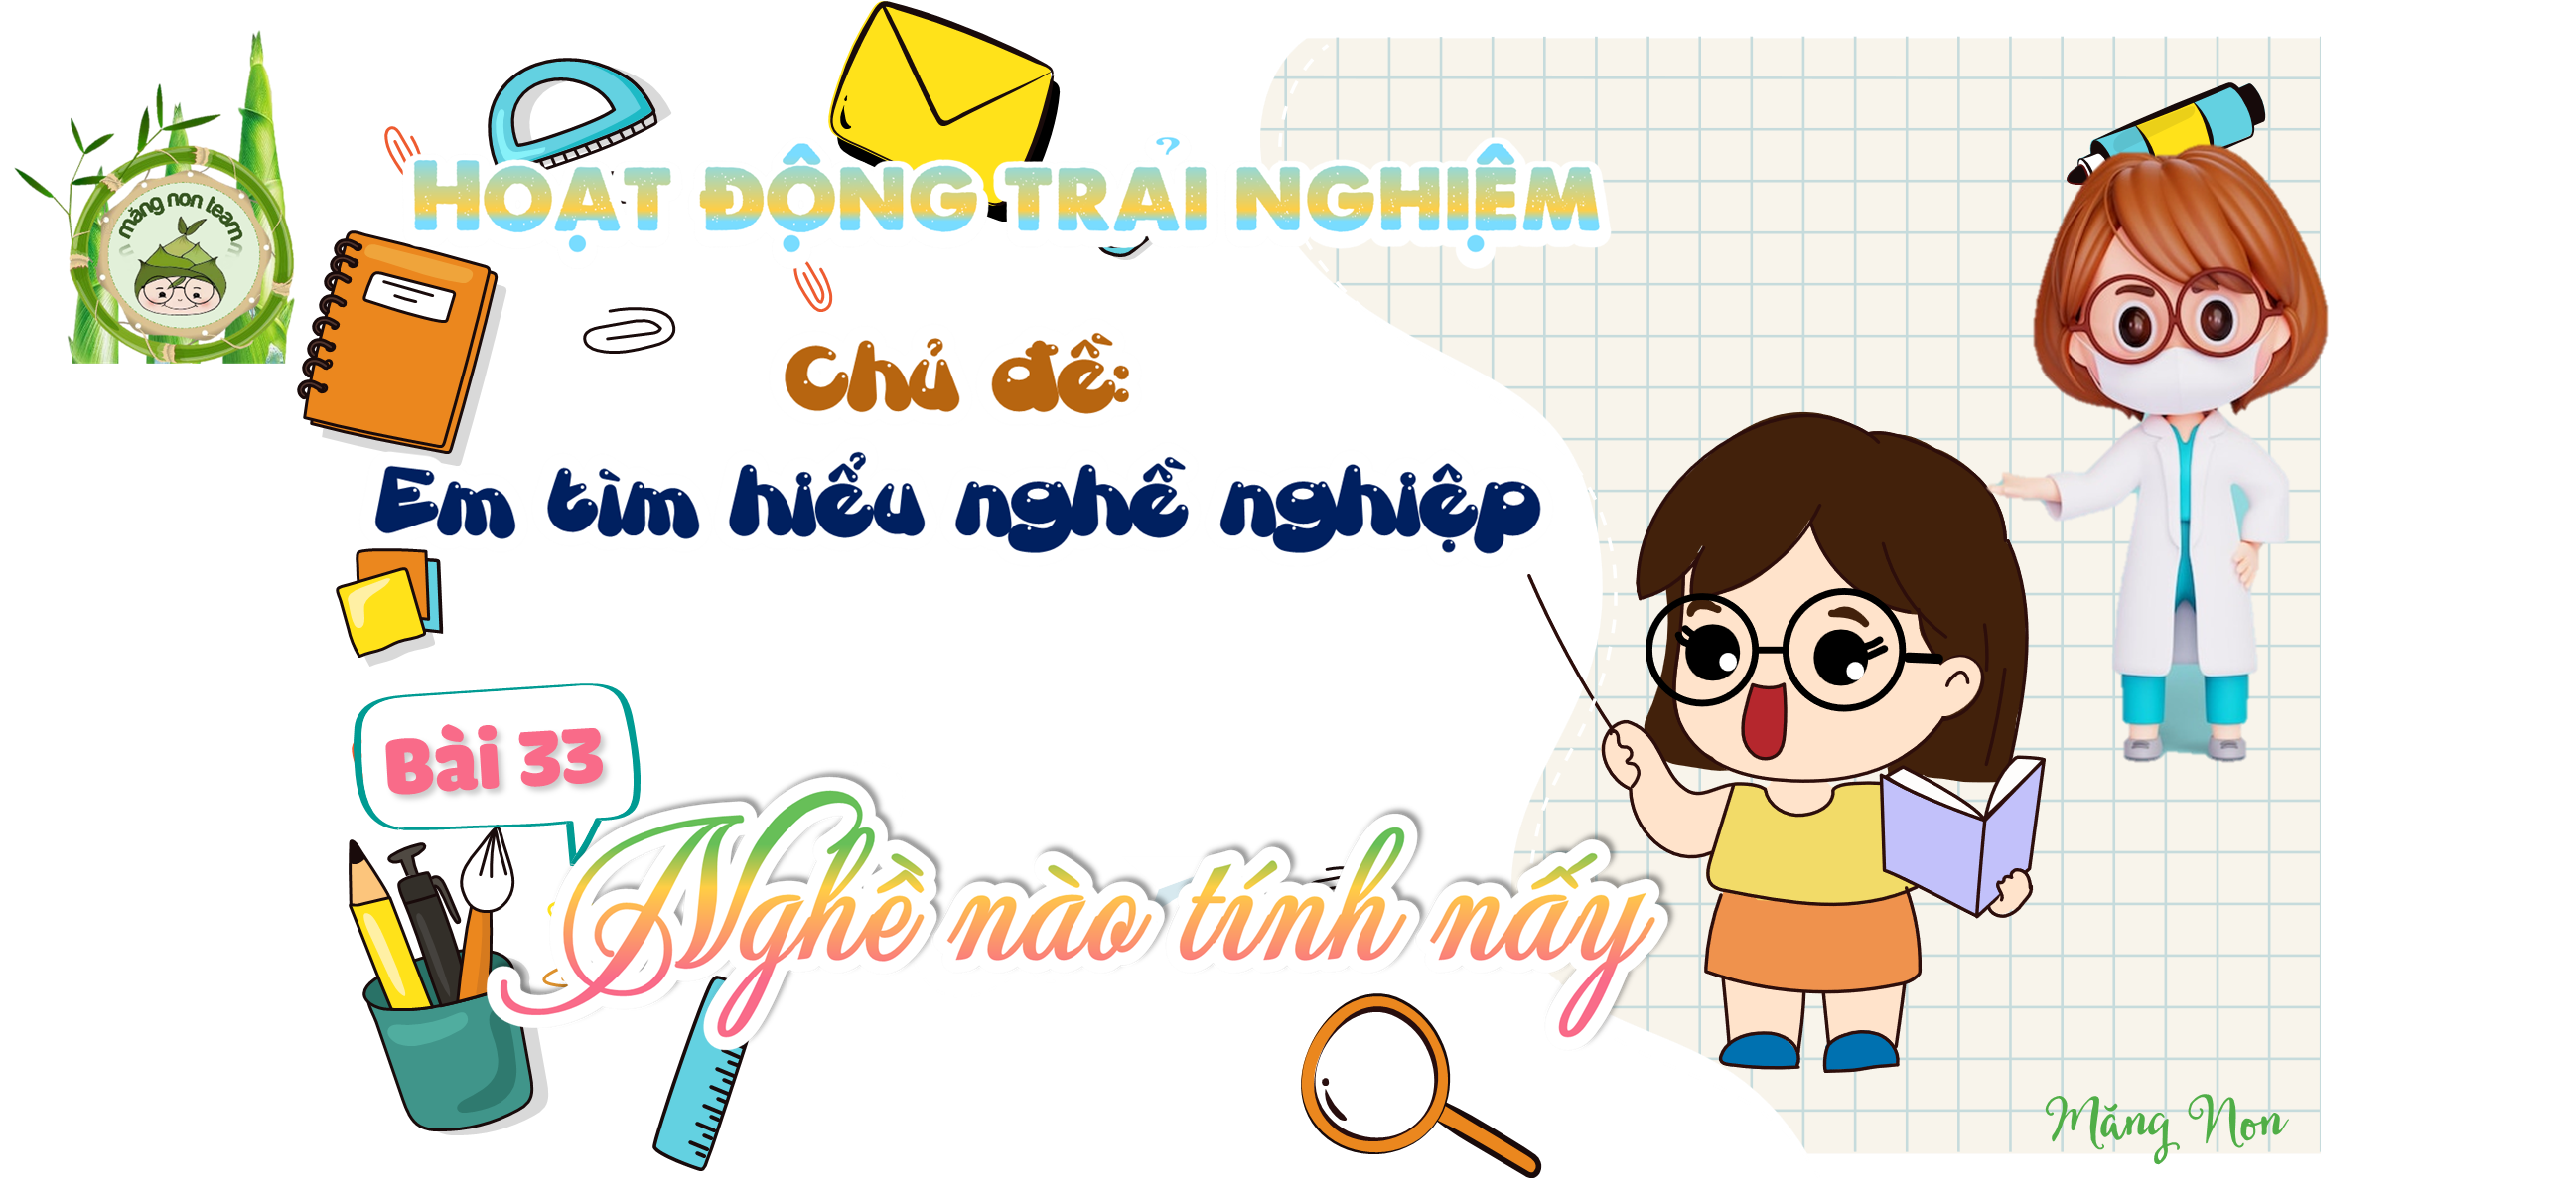 măng non team
HOẠT ĐỘNG TRẢI NGHIỆM
Chủ đề:
Em tìm hiểu nghề nghiệp
Bài 33
Nghề nào tính nấy
Măng Non